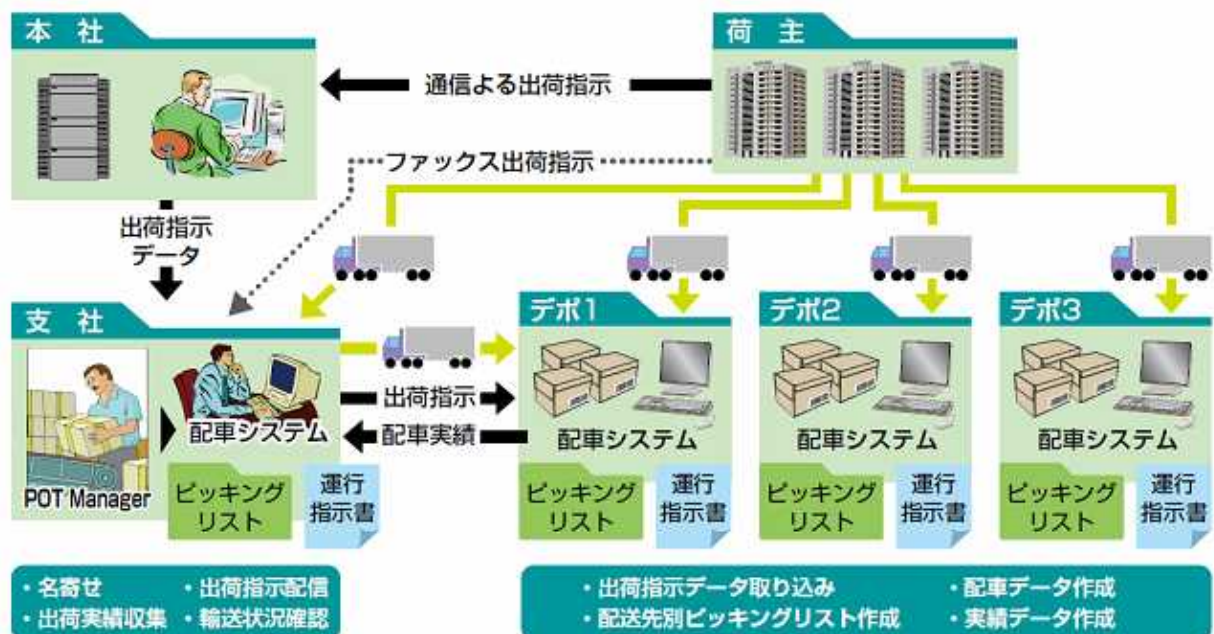 本 社
荷 主
通信よる出荷指示
ファックス出荷指示
出荷指示
データ
支 社
デポ1
デポ2
デポ3
出荷指示
配車実績
配車システム
配車システム
配車システム
配車システム
POT Manager
ピッキング
リスト
運行
指示書
ピッキング
リスト
運行
指示書
ピッキング
リスト
運行
指示書
ピッキング
リスト
運行
指示書
・名寄せ ・出荷指示配信
・出荷実績収集 ・輸送状況確認
・出荷指示データ取り込み ・配車データ作成
・配送先別ピッキングリスト作成 ・実績データ作成